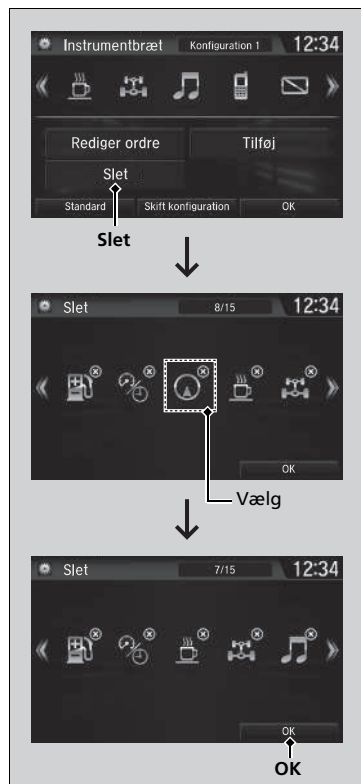 Instrumentbræt Konfiguration 1 12:34
Rediger ordre Tilføj
Slet
Standard Skift konfiguration OK
Slet
Slet 8/15 12:34
OK
Vælg
Slet 7/15 12:34
OK
OK